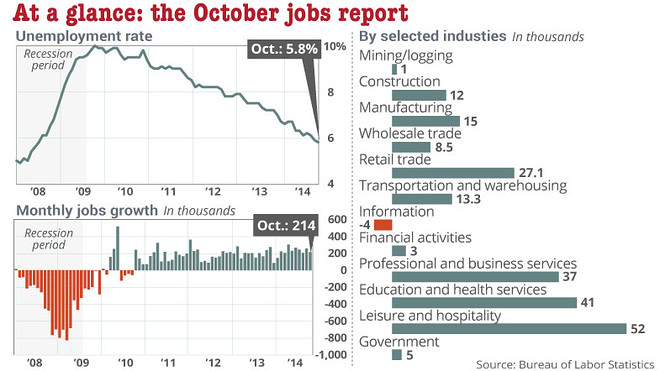 At a glance: the October jobs report
Unemployment rate
Recession
period
Oct.: 5.8%
10%
8
6
4
'08 '09 '10 '11 '12 '13 '14
Monthly jobs growth In thousands
Recession
period
Oct.: 214
600
400
200
0
-200
-400
-600
-800
-1,000
'08 '09 '10 '11 '12 '13 '14
By selected industies In thousands
Mining/logging
1
Construction
12
Manufacturing
15
Wholesale trade
8.5
Retail trade
27.1
Transportation and warehousing
13.3
Information
-4
Financial activities
3
Professional and business services
37
Education and health services
41
Leisure and hospitality
52
Government
5
Source: Bureau of Labor Statistics